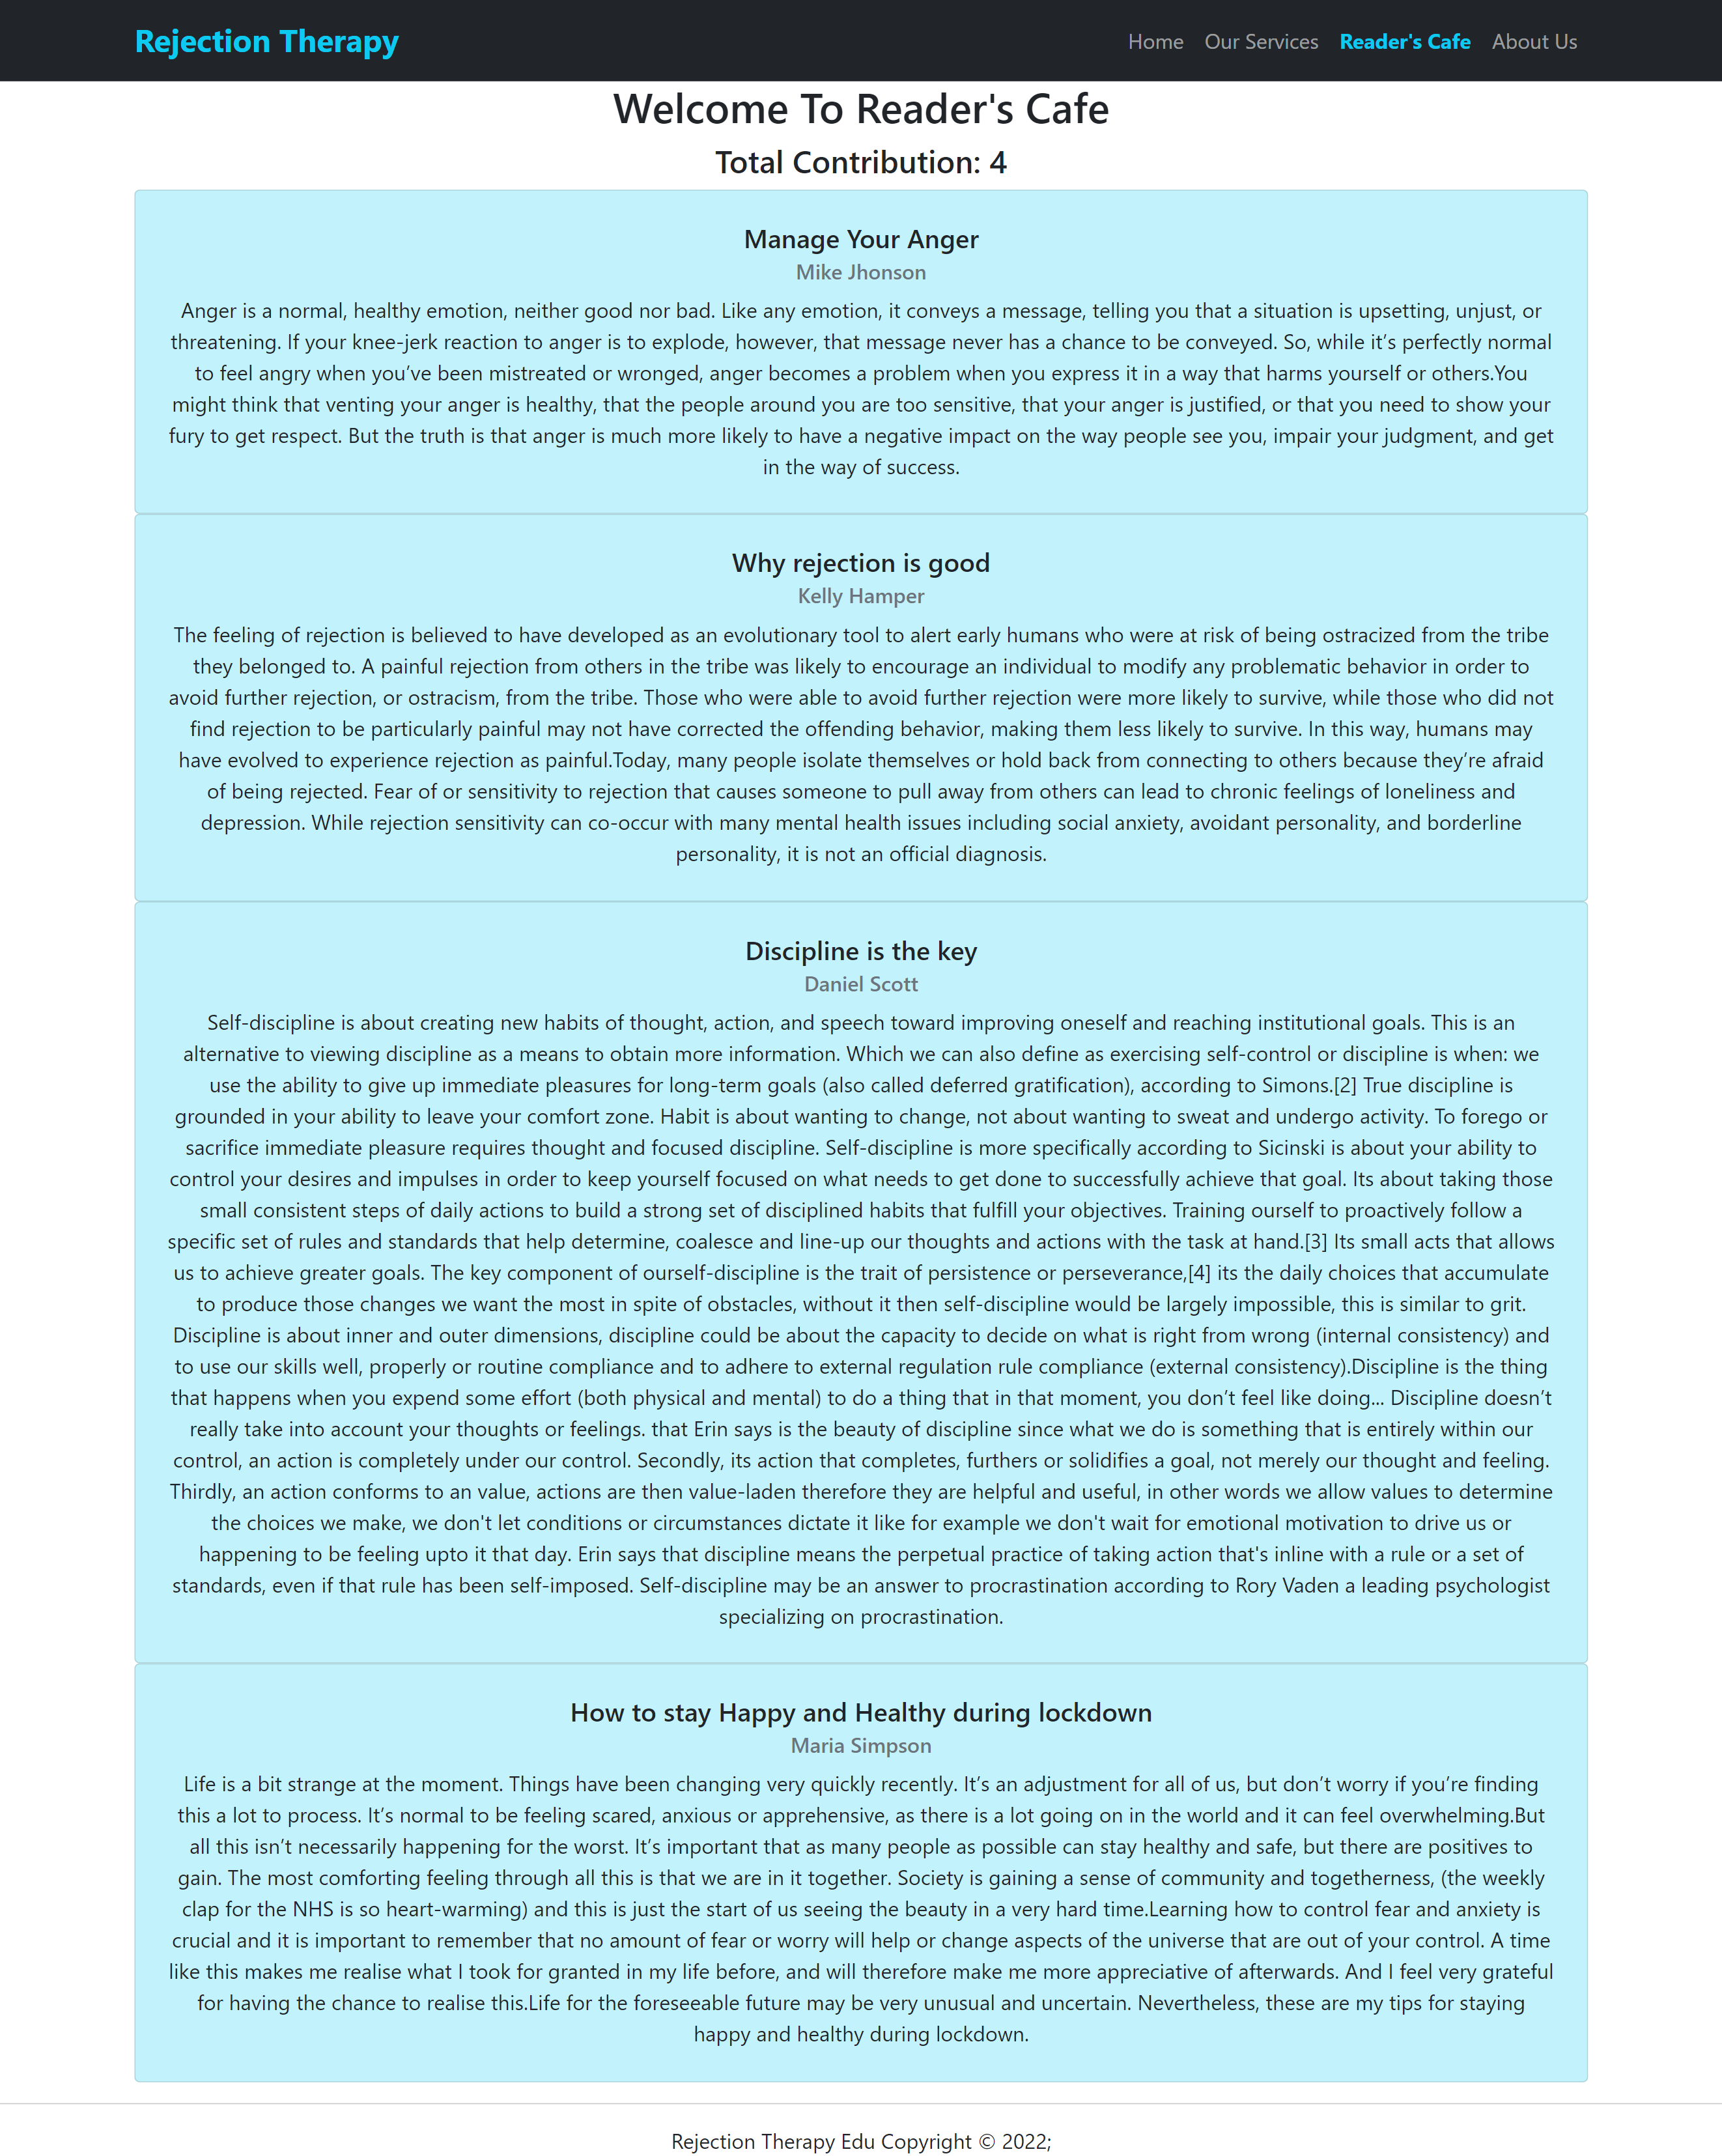 Rejection Therapy
Home Our Services Reader's Cafe About Us
Welcome To Reader's Cafe
Total Contribution: 4
Manage Your Anger
Mike Jhonson
Anger is a normal, healthy emotion, neither good nor bad. Like any emotion, it conveys a message, telling you that a situation is upsetting, unjust, or
threatening. If your knee-jerk reaction to anger is to explode, however, that message never has a chance to be conveyed. So, while it’s perfectly normal
to feel angry when you’ve been mistreated or wronged, anger becomes a problem when you express it in a way that harms yourself or others.You
might think that venting your anger is healthy, that the people around you are too sensitive, that your anger is justified, or that you need to show your
fury to get respect. But the truth is that anger is much more likely to have a negative impact on the way people see you, impair your judgment, and get
in the way of success.
Why rejection is good
Kelly Hamper
The feeling of rejection is believed to have developed as an evolutionary tool to alert early humans who were at risk of being ostracized from the tribe
they belonged to. A painful rejection from others in the tribe was likely to encourage an individual to modify any problematic behavior in order to
avoid further rejection, or ostracism, from the tribe. Those who were able to avoid further rejection were more likely to survive, while those who did not
find rejection to be particularly painful may not have corrected the offending behavior, making them less likely to survive. In this way, humans may
have evolved to experience rejection as painful.Today, many people isolate themselves or hold back from connecting to others because they’re afraid
of being rejected. Fear of or sensitivity to rejection that causes someone to pull away from others can lead to chronic feelings of loneliness and
depression. While rejection sensitivity can co-occur with many mental health issues including social anxiety, avoidant personality, and borderline
personality, it is not an official diagnosis.
Discipline is the key
Daniel Scott
Self-discipline is about creating new habits of thought, action, and speech toward improving oneself and reaching institutional goals. This is an
alternative to viewing discipline as a means to obtain more information. Which we can also define as exercising self-control or discipline is when: we
use the ability to give up immediate pleasures for long-term goals (also called deferred gratification), according to Simons.[2] True discipline is
grounded in your ability to leave your comfort zone. Habit is about wanting to change, not about wanting to sweat and undergo activity. To forego or
sacrifice immediate pleasure requires thought and focused discipline. Self-discipline is more specifically according to Sicinski is about your ability to
control your desires and impulses in order to keep yourself focused on what needs to get done to successfully achieve that goal. Its about taking those
small consistent steps of daily actions to build a strong set of disciplined habits that fulfill your objectives. Training ourself to proactively follow a
specific set of rules and standards that help determine, coalesce and line-up our thoughts and actions with the task at hand.[3] Its small acts that allows
us to achieve greater goals. The key component of ourself-discipline is the trait of persistence or perseverance,[4] its the daily choices that accumulate
to produce those changes we want the most in spite of obstacles, without it then self-discipline would be largely impossible, this is similar to grit.
Discipline is about inner and outer dimensions, discipline could be about the capacity to decide on what is right from wrong (internal consistency) and
to use our skills well, properly or routine compliance and to adhere to external regulation rule compliance (external consistency).Discipline is the thing
that happens when you expend some effort (both physical and mental) to do a thing that in that moment, you don’t feel like doing... Discipline doesn’t
really take into account your thoughts or feelings. that Erin says is the beauty of discipline since what we do is something that is entirely within our
control, an action is completely under our control. Secondly, its action that completes, furthers or solidifies a goal, not merely our thought and feeling.
Thirdly, an action conforms to an value, actions are then value-laden therefore they are helpful and useful, in other words we allow values to determine
the choices we make, we don't let conditions or circumstances dictate it like for example we don't wait for emotional motivation to drive us or
happening to be feeling upto it that day. Erin says that discipline means the perpetual practice of taking action that's inline with a rule or a set of
standards, even if that rule has been self-imposed. Self-discipline may be an answer to procrastination according to Rory Vaden a leading psychologist
specializing on procrastination.
How to stay Happy and Healthy during lockdown
Maria Simpson
Life is a bit strange at the moment. Things have been changing very quickly recently. It’s an adjustment for all of us, but don’t worry if you’re finding
this a lot to process. It’s normal to be feeling scared, anxious or apprehensive, as there is a lot going on in the world and it can feel overwhelming.But
all this isn’t necessarily happening for the worst. It’s important that as many people as possible can stay healthy and safe, but there are positives to
gain. The most comforting feeling through all this is that we are in it together. Society is gaining a sense of community and togetherness, (the weekly
clap for the NHS is so heart-warming) and this is just the start of us seeing the beauty in a very hard time.Learning how to control fear and anxiety is
crucial and it is important to remember that no amount of fear or worry will help or change aspects of the universe that are out of your control. A time
like this makes me realise what I took for granted in my life before, and will therefore make me more appreciative of afterwards. And I feel very grateful
for having the chance to realise this.Life for the foreseeable future may be very unusual and uncertain. Nevertheless, these are my tips for staying
happy and healthy during lockdown.
Rejection Therapy Edu Copyright © 2022;